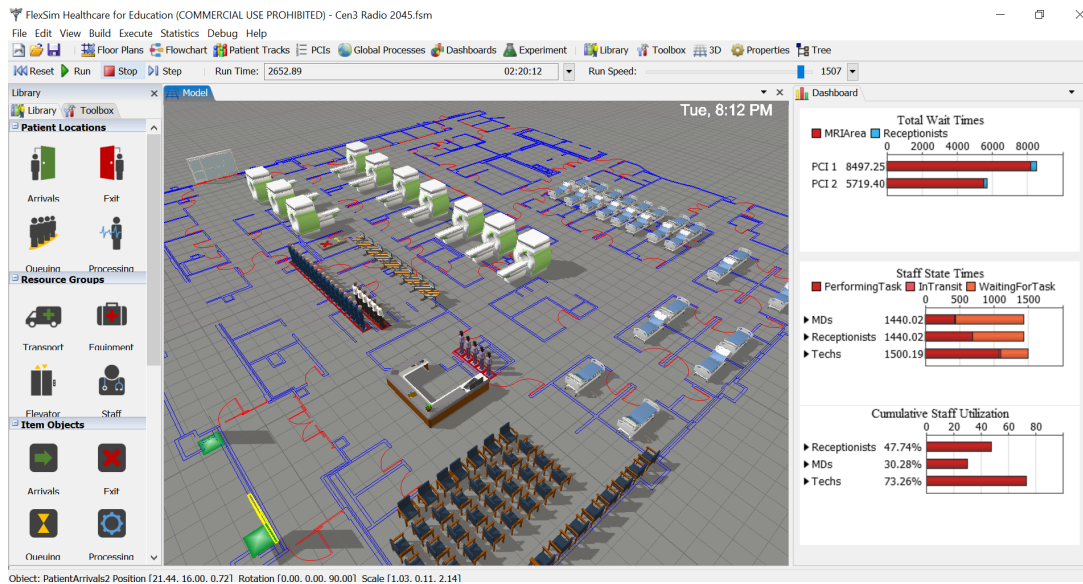 FlexSim Healthcare for Education (COMMERCIAL USE PROHIBITED) - Cen3 Radio 2045.fsm
File Edit View Build Execute Statistics Debug Help
Floor Plans Flowchart Patient Tracks PCIs Global Processes Dashboards Experiment Library Toolbox 3D Properties Tree
Reset Run Stop Step Run Time: 2652.89 02:20:12 Run Speed: 1507
Library
Library Toolbox
Patient Locations
Arrivals Exit
Queuing Processing
Resource Groups
Transport Equipment
Elevator Staff
Item Objects
Arrivals Exit
Queuing Processing
Model
Tue, 8:12 PM
Dashboard
Total Wait Times
MRIArea Receptionists
0 2000 4000 6000 8000
PCI 1 8497.25
PCI 2 5719.40
Staff State Times
PerformingTask InTransit WaitingForTask
0 500 1000 1500
MDs 1440.02
Receptionists 1440.02
Techs 1500.19
Cumulative Staff Utilization
0 20 40 60 80
Receptionists 47.74%
MDs 30.28%
Techs 73.26%
Object: PatientArrivals2 Position [21.44, 16.00, 0.72] Rotation [0.00, 0.00, 90.00] Scale [1.03, 0.11, 2.14]